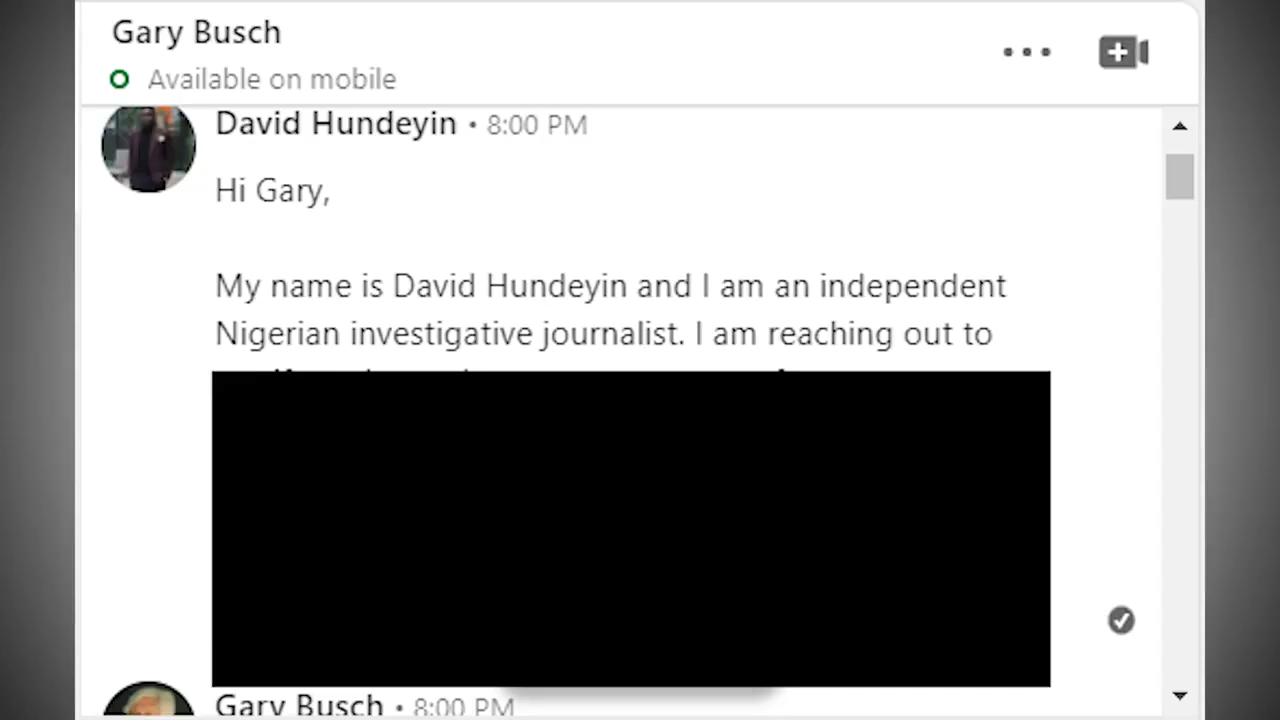 Gary Busch
Available on mobile
David Hundeyin • 8:00 PM
Hi Gary,
My name is David Hundeyin and I am an independent
Nigerian investigative journalist. I am reaching out to
Gary Busch • 8:00 PM